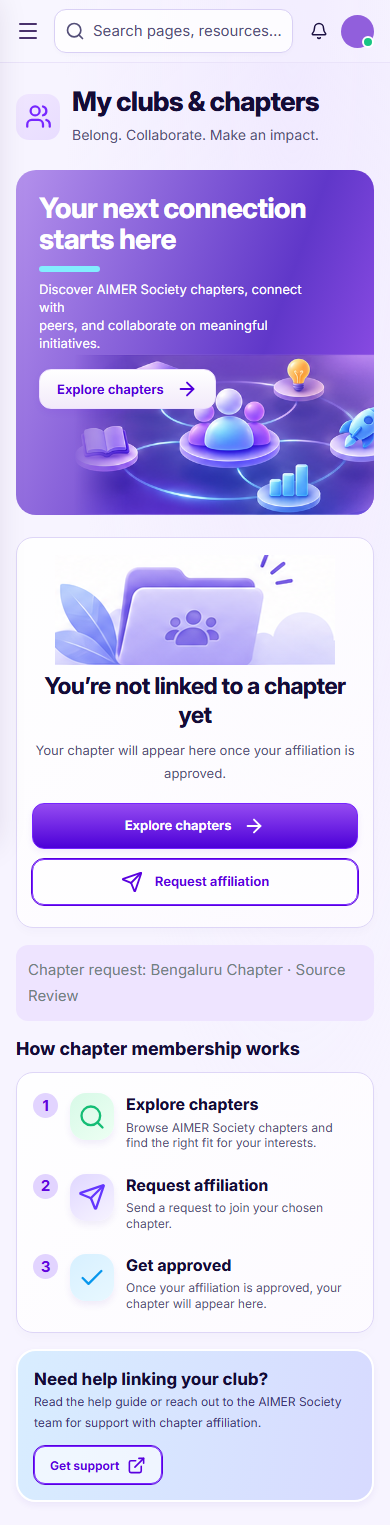 Search pages, resources...
My clubs & chapters
Belong. Collaborate. Make an impact.
Your next connection
starts here
Discover AIMER Society chapters, connect
with
peers, and collaborate on meaningful
initiatives.
Explore chapters
You’re not linked to a chapter
yet
Your chapter will appear here once your affiliation is
approved.
Explore chapters
Request affiliation
Chapter request: Bengaluru Chapter · Source
Review
How chapter membership works
1
Explore chapters
Browse AIMER Society chapters and
find the right fit for your interests.
2
Request affiliation
Send a request to join your chosen
chapter.
3
Get approved
Once your affiliation is approved, your
chapter will appear here.
Need help linking your club?
Read the help guide or reach out to the AIMER Society
team for support with chapter affiliation.
Get support